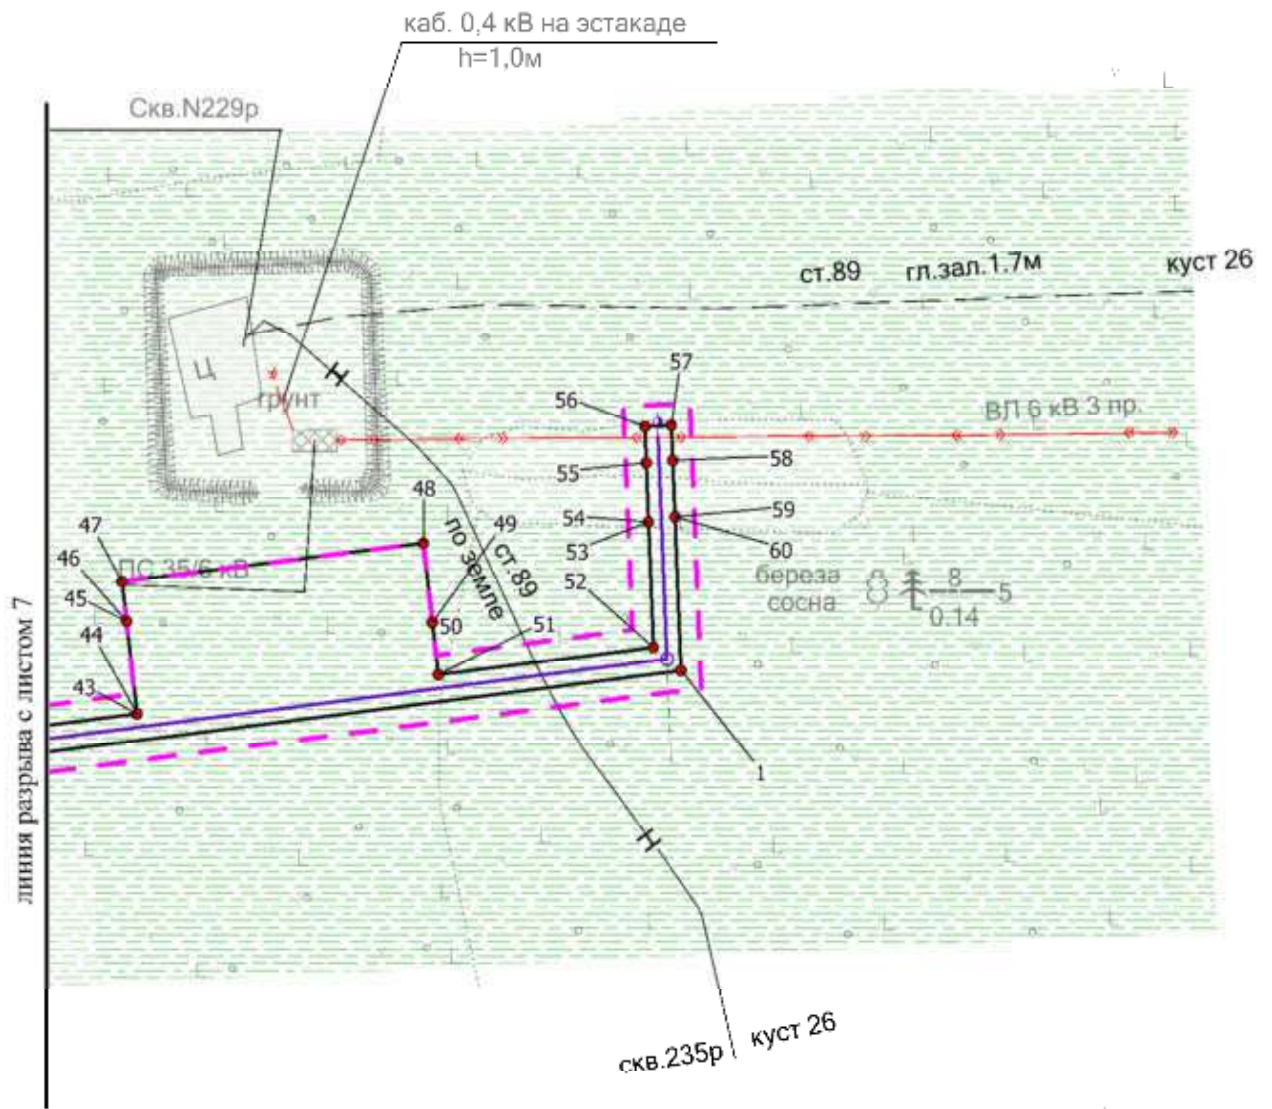 каб. 0,4 кВ на эстакаде
h=1,0м
Скв.N229р
ст.89 гл.зал.1.7м куст 26
Ц
грунт
57
56
ВЛ 6 кВ 3 пр.
55
58
48
54
49
59
47
53
60
46
ПС 35/6 кВ
по земле
ст.89
52
береза
сосна
8
5
0.14
45
44
50
51
43
1
линия разрыва с листом 7
скв.235р
куст 26